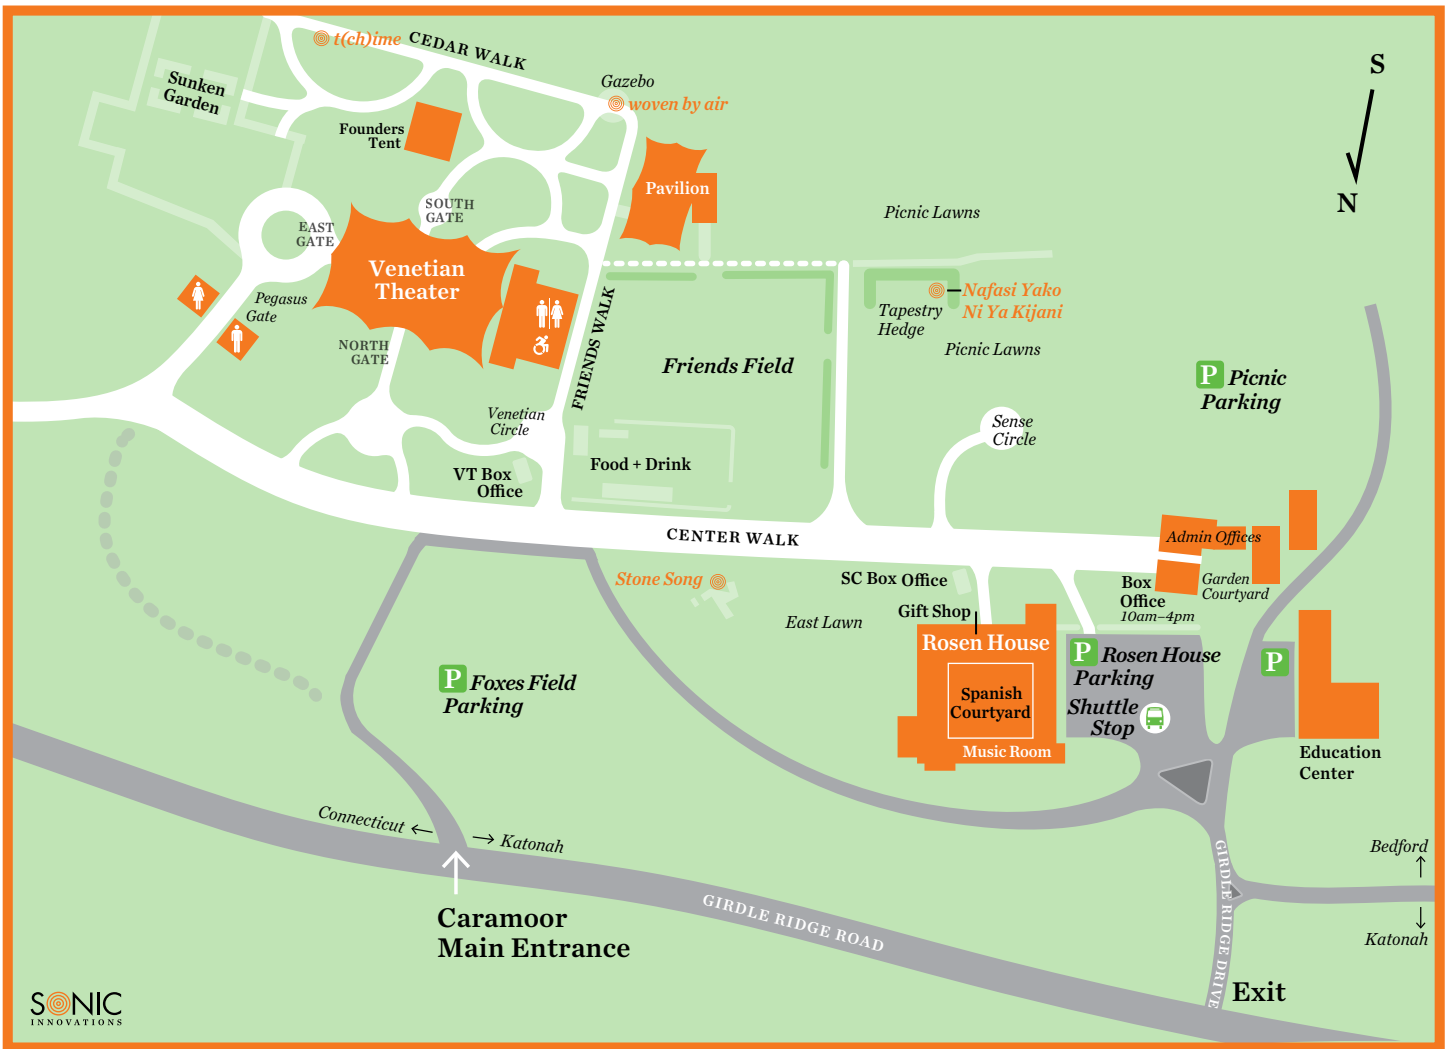 t(ch)ime
CEDAR WALK
Sunken
Garden
Gazebo
woven by air
Founders
Tent
S
N
Pavilion
SOUTH
GATE
EAST
GATE
Picnic Lawns
Venetian
Theater
Pegasus
Gate
NORTH
GATE
FRIENDS WALK
Nafasi Yako
Ni Ya Kijani
Tapestry
Hedge
Picnic Lawns
Friends Field
P Picnic
Parking
Venetian
Circle
Sense
Circle
VT Box
Office
Food + Drink
CENTER WALK
Admin Offices
Stone Song
SC Box Office
Box
Office
10am–4pm
Garden
Courtyard
Gift Shop
East Lawn
Rosen House
Spanish
Courtyard
Music Room
P Rosen House
Parking
Shuttle
Stop
P
P Foxes Field
Parking
Education
Center
Connecticut ←
→ Katonah
Caramoor
Main Entrance
GIRDLE RIDGE ROAD
GIRDLE RIDGE DRIVE
Bedford
Katonah
Exit
SONIC
INNOVATIONS